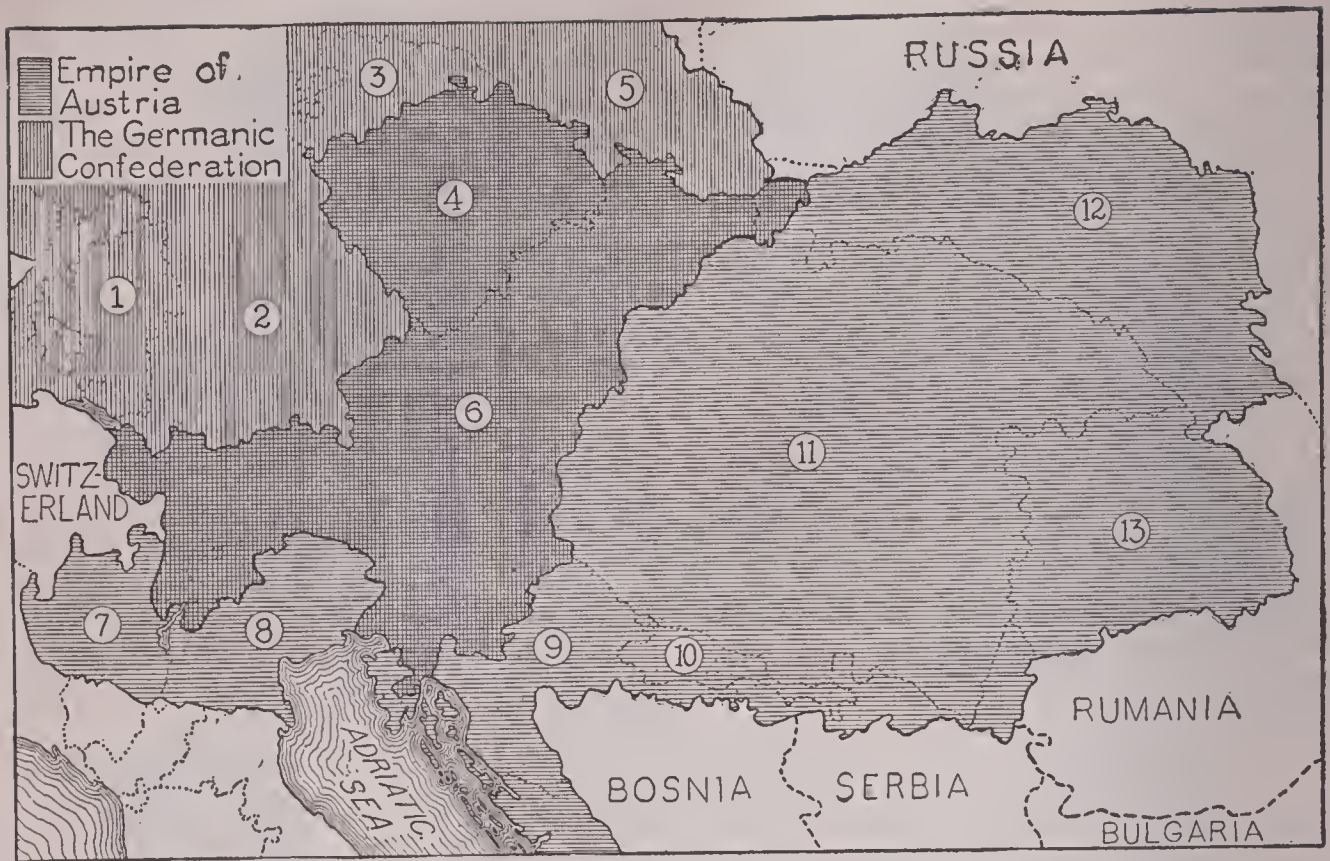 Empire of
Austria
The Germanic
Confederation
RUSSIA
3
5
4
12
1
2
6
11
SWITZ-
ERLAND
13
7
8
9
10
ADRIATIC
SEA
BOSNIA
SERBIA
RUMANIA
BULGARIA